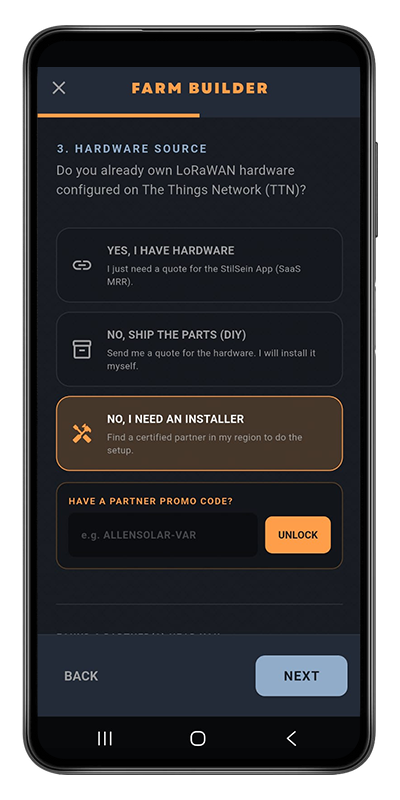 FARM BUILDER
3. HARDWARE SOURCE
Do you already own LoRaWAN hardware
configured on The Things Network (TTN)?
YES, I HAVE HARDWARE
I just need a quote for the StilSein App (SaaS
MRR).
NO, SHIP THE PARTS (DIY)
Send me a quote for the hardware. I will install it
myself.
NO, I NEED AN INSTALLER
Find a certified partner in my region to do the
setup.
HAVE A PARTNER PROMO CODE?
e.g. ALLENSOLAR-VAR
UNLOCK
BACK
NEXT